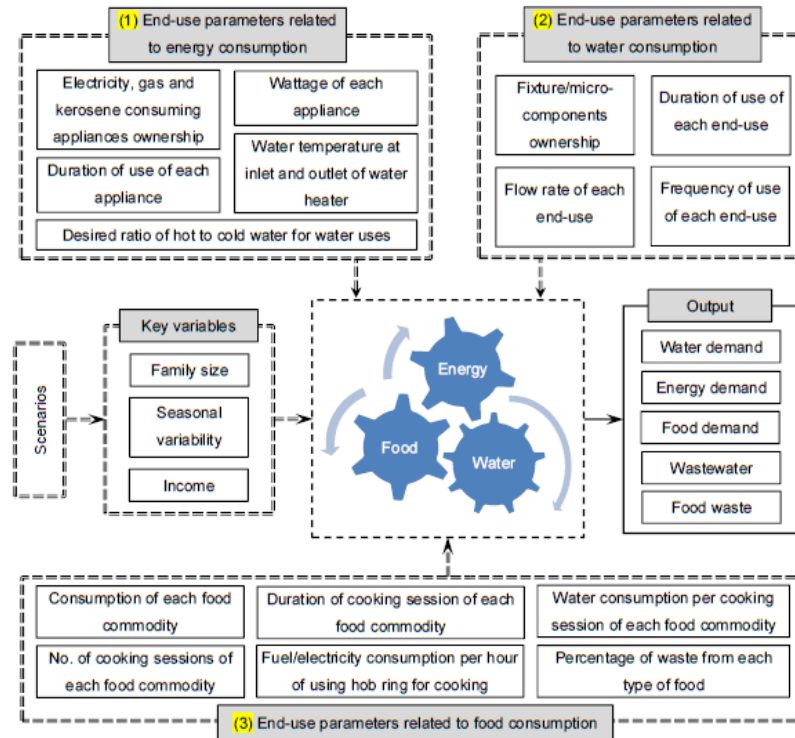 (1) End-use parameters related
to energy consumption
Electricity, gas and
kerosene consuming
appliances ownership
Wattage of each
appliance
Duration of use of each
appliance
Water temperature at
inlet and outlet of water
heater
Desired ratio of hot to cold water for water uses
(2) End-use parameters related
to water consumption
Fixture/micro-
components
ownership
Duration of use of
each end-use
Flow rate of each
end-use
Frequency of use
of each end-use
Scenarios
Key variables
Family size
Seasonal
variability
Income
Energy
Food
Water
Output
Water demand
Energy demand
Food demand
Wastewater
Food waste
Consumption of each food
commodity
Duration of cooking session of each
food commodity
Water consumption per cooking
session of each food commodity
No. of cooking sessions of
each food commodity
Fuel/electricity consumption per hour
of using hob ring for cooking
Percentage of waste from each
type of food
(3) End-use parameters related to food consumption